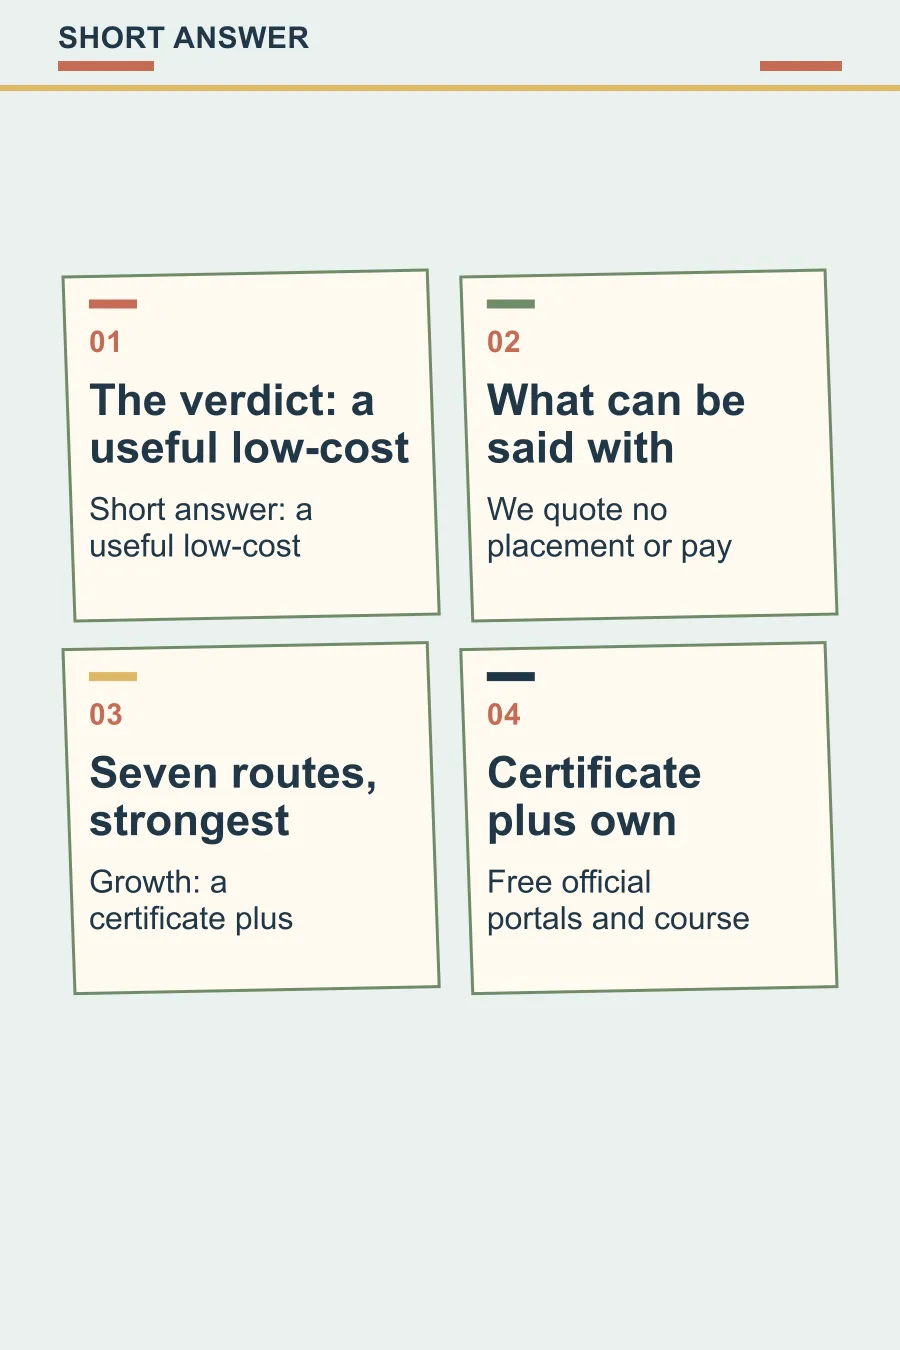 SHORT ANSWER
01
The verdict: a
useful low-cost
Short answer: a
useful low-cost
02
What can be
said with
We quote no
placement or pay
03
Seven routes,
strongest
Growth: a
certificate plus
04
Certificate
plus own
Free official
portals and course